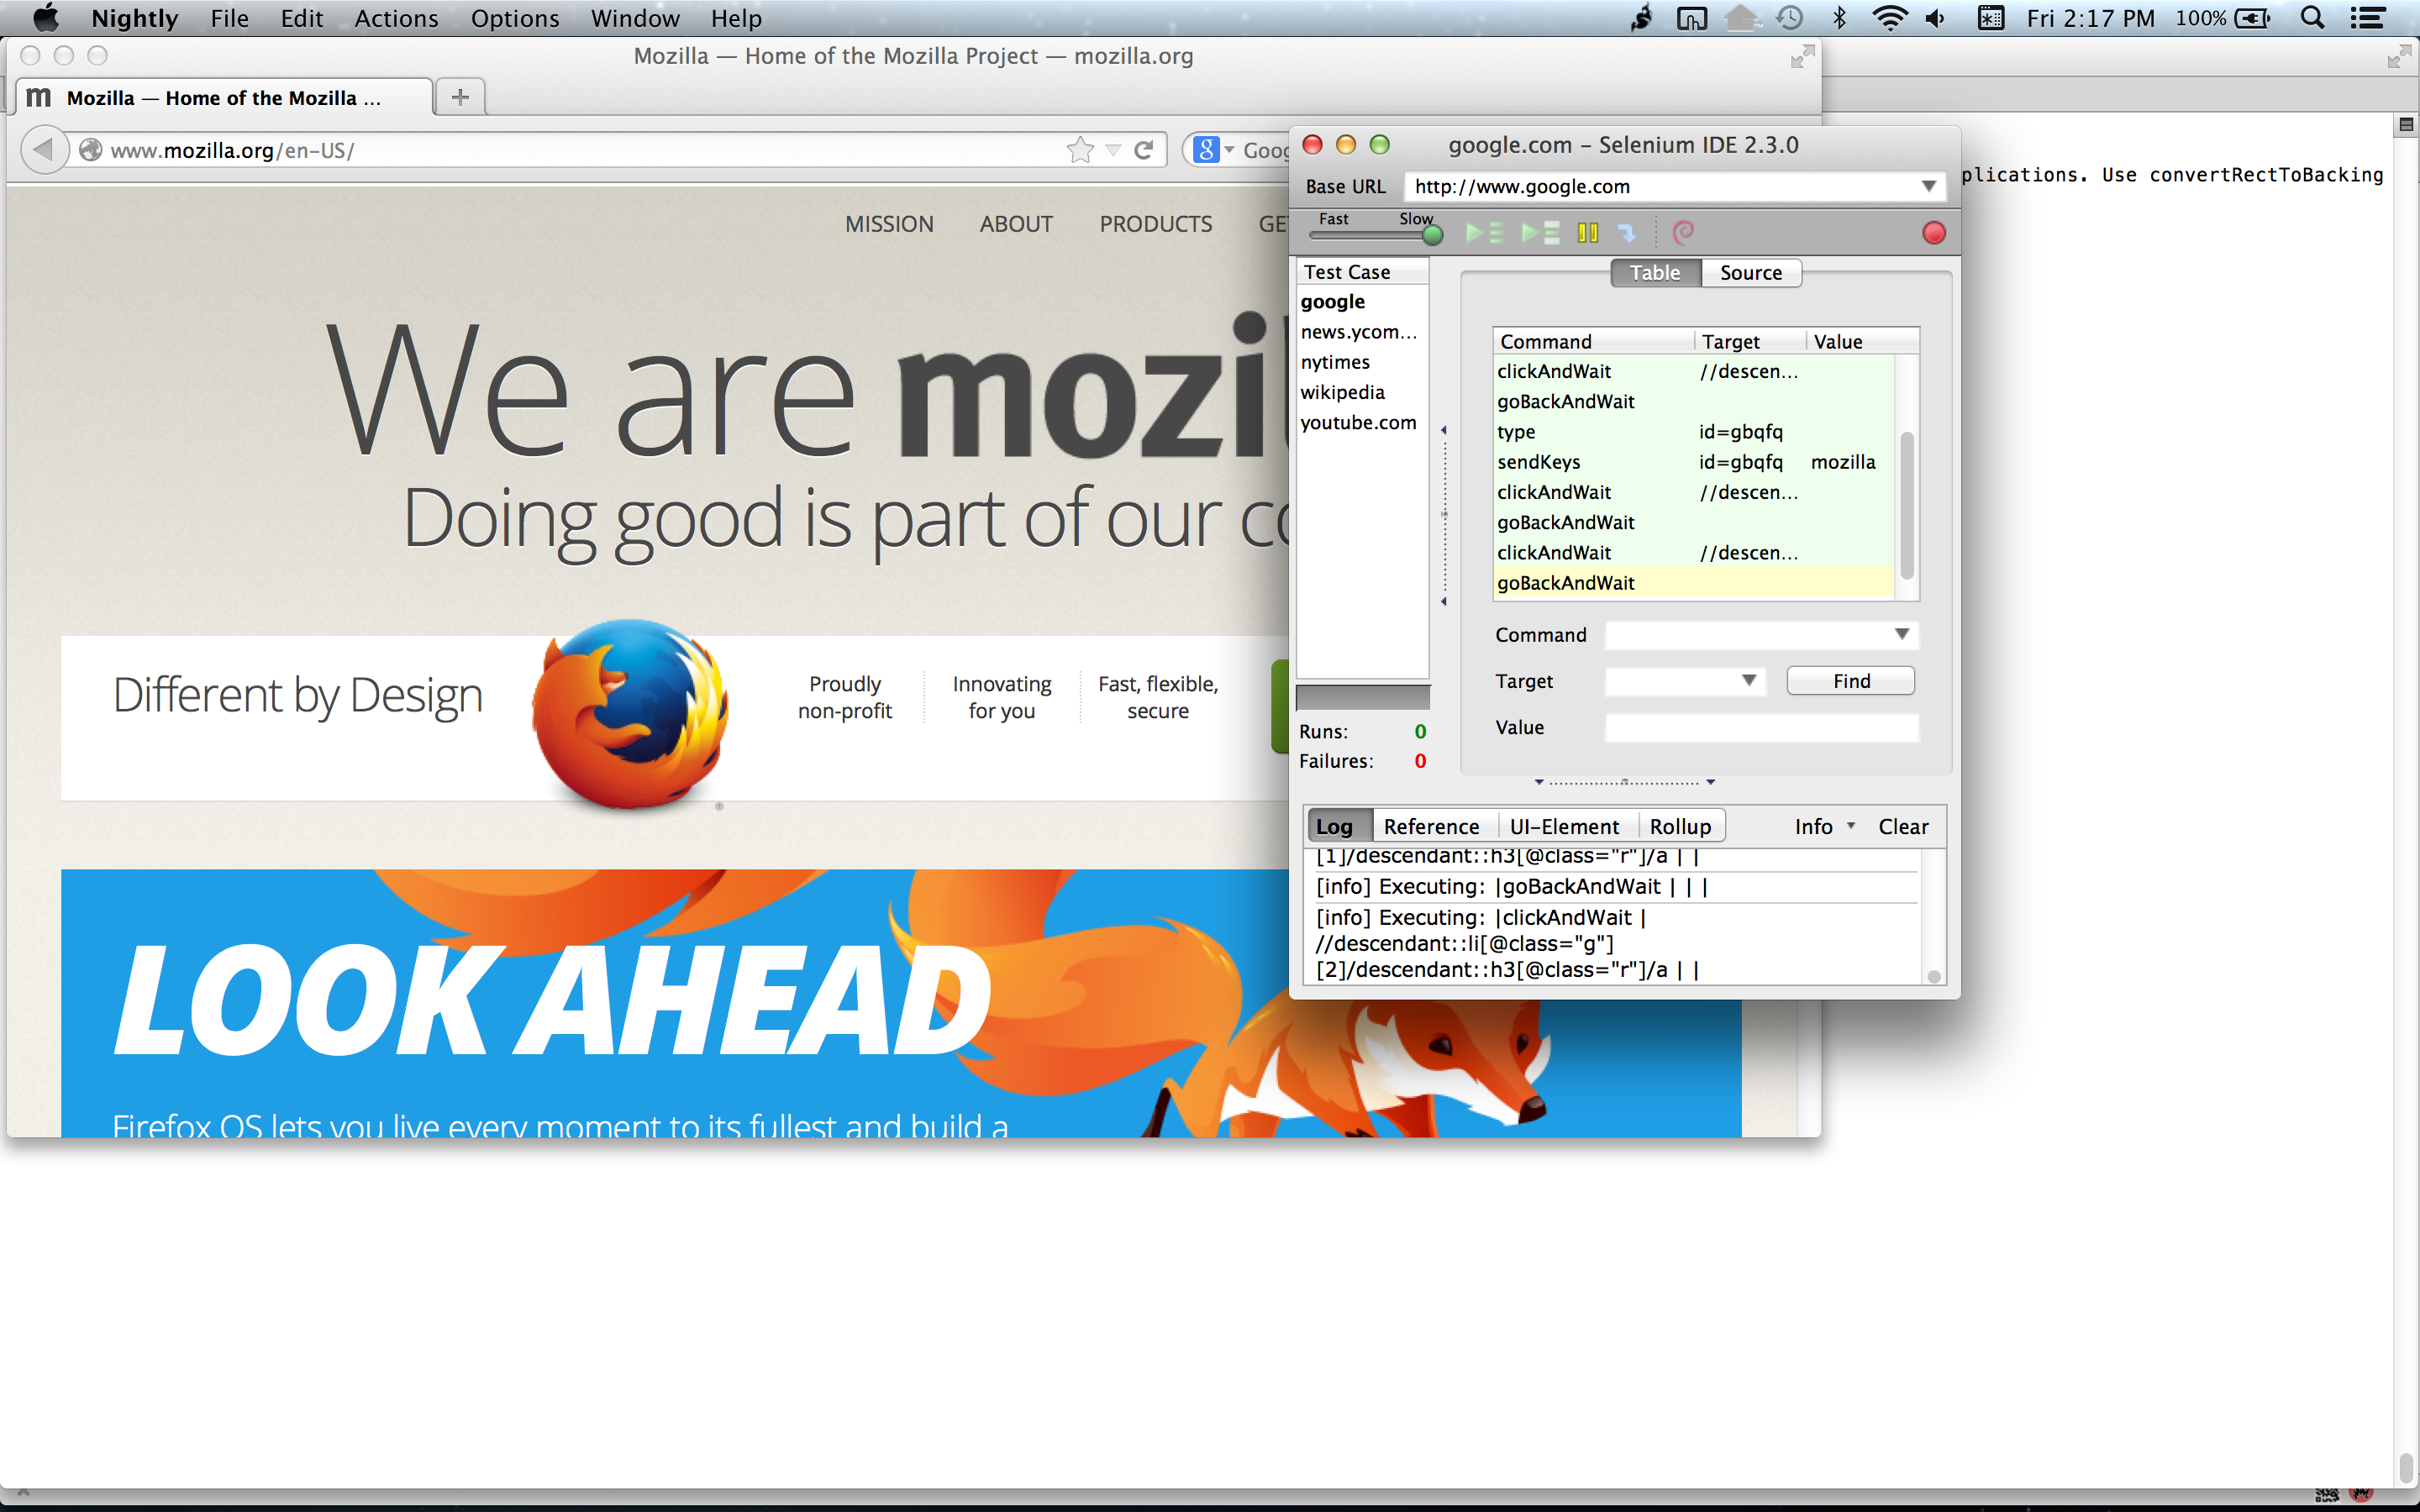 Nightly File Edit Actions Options Window Help
Fri 2:17 PM 100%
Mozilla — Home of the Mozilla Project — mozilla.org
m Mozilla — Home of the Mozilla ...
www.mozilla.org/en-US/
g Goog
MISSION ABOUT PRODUCTS GE
We are mozil
Doing good is part of our co
Different by Design
Proudly
non-profit
Innovating
for you
Fast, flexible,
secure
LOOK AHEAD
Firefox OS lets you live every moment to its fullest and build a
google.com – Selenium IDE 2.3.0
Base URL http://www.google.com
Fast Slow
Test Case
google
news.ycom...
nytimes
wikipedia
youtube.com
Runs: 0
Failures: 0
Table Source
Command Target Value
clickAndWait //descen...
goBackAndWait
type id=gbqfq
sendKeys id=gbqfq mozilla
clickAndWait //descen...
goBackAndWait
clickAndWait //descen...
goBackAndWait
Command
Target Find
Value
Log Reference UI-Element Rollup Info Clear
[1]/descendant::h3[@class="r"]/a | |
[info] Executing: |goBackAndWait | | |
[info] Executing: |clickAndWait |
//descendant::li[@class="g"]
[2]/descendant::h3[@class="r"]/a | |
plications. Use convertRectToBacking